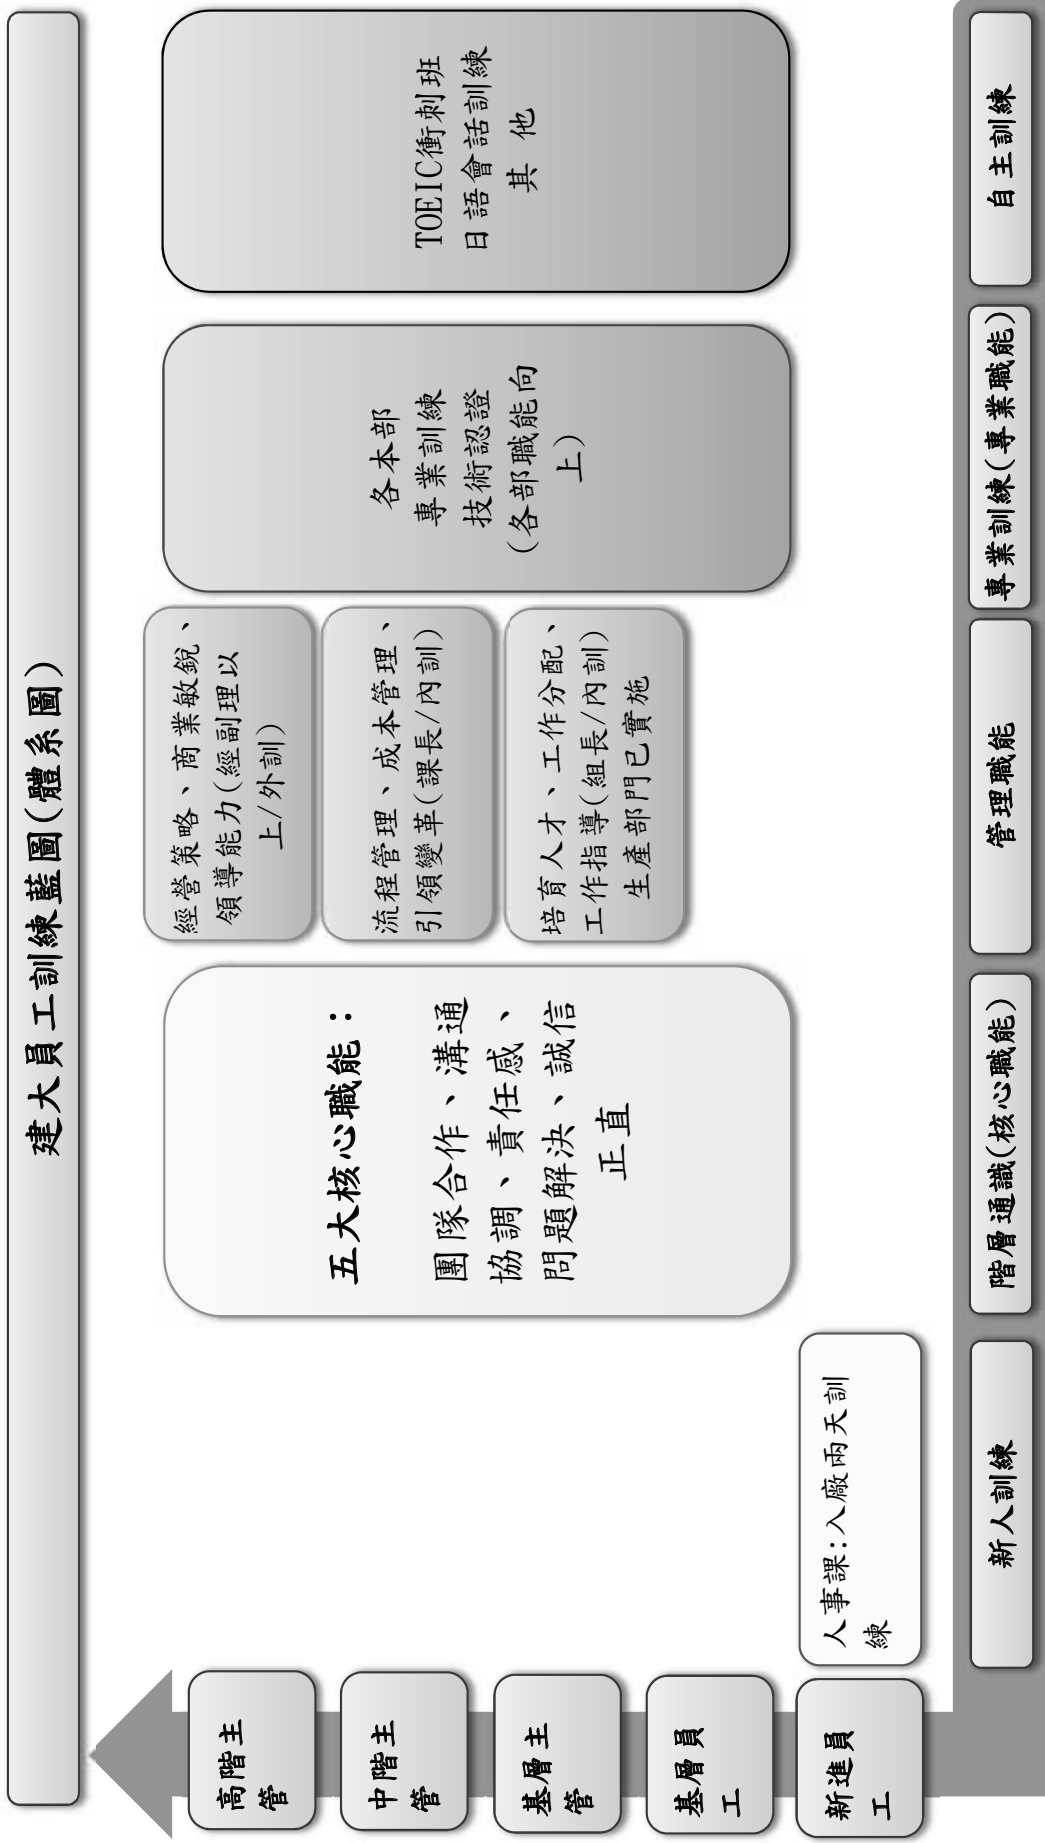 建大員工訓練藍圖(體系圖)
高階主
管
中階主
管
基層主
管
基層員
工
新進員
工
人事課:入廠兩天訓
練
五大核心職能：
團隊合作、溝通
協調、責任感、
問題解決、誠信
正直
經營策略、商業敏銳、
領導能力(經副理以
上/外訓)
流程管理、成本管理、
引領變革(課長/內訓)
培育人才、工作分配、
工作指導(組長/內訓)
生產部門已實施
各本部
專業訓練
技術認證
(各部職能向
上)
TOEIC衝刺班
日語會話訓練
其 他
新人訓練
階層通識(核心職能)
管理職能
專業訓練(專業職能)
自主訓練